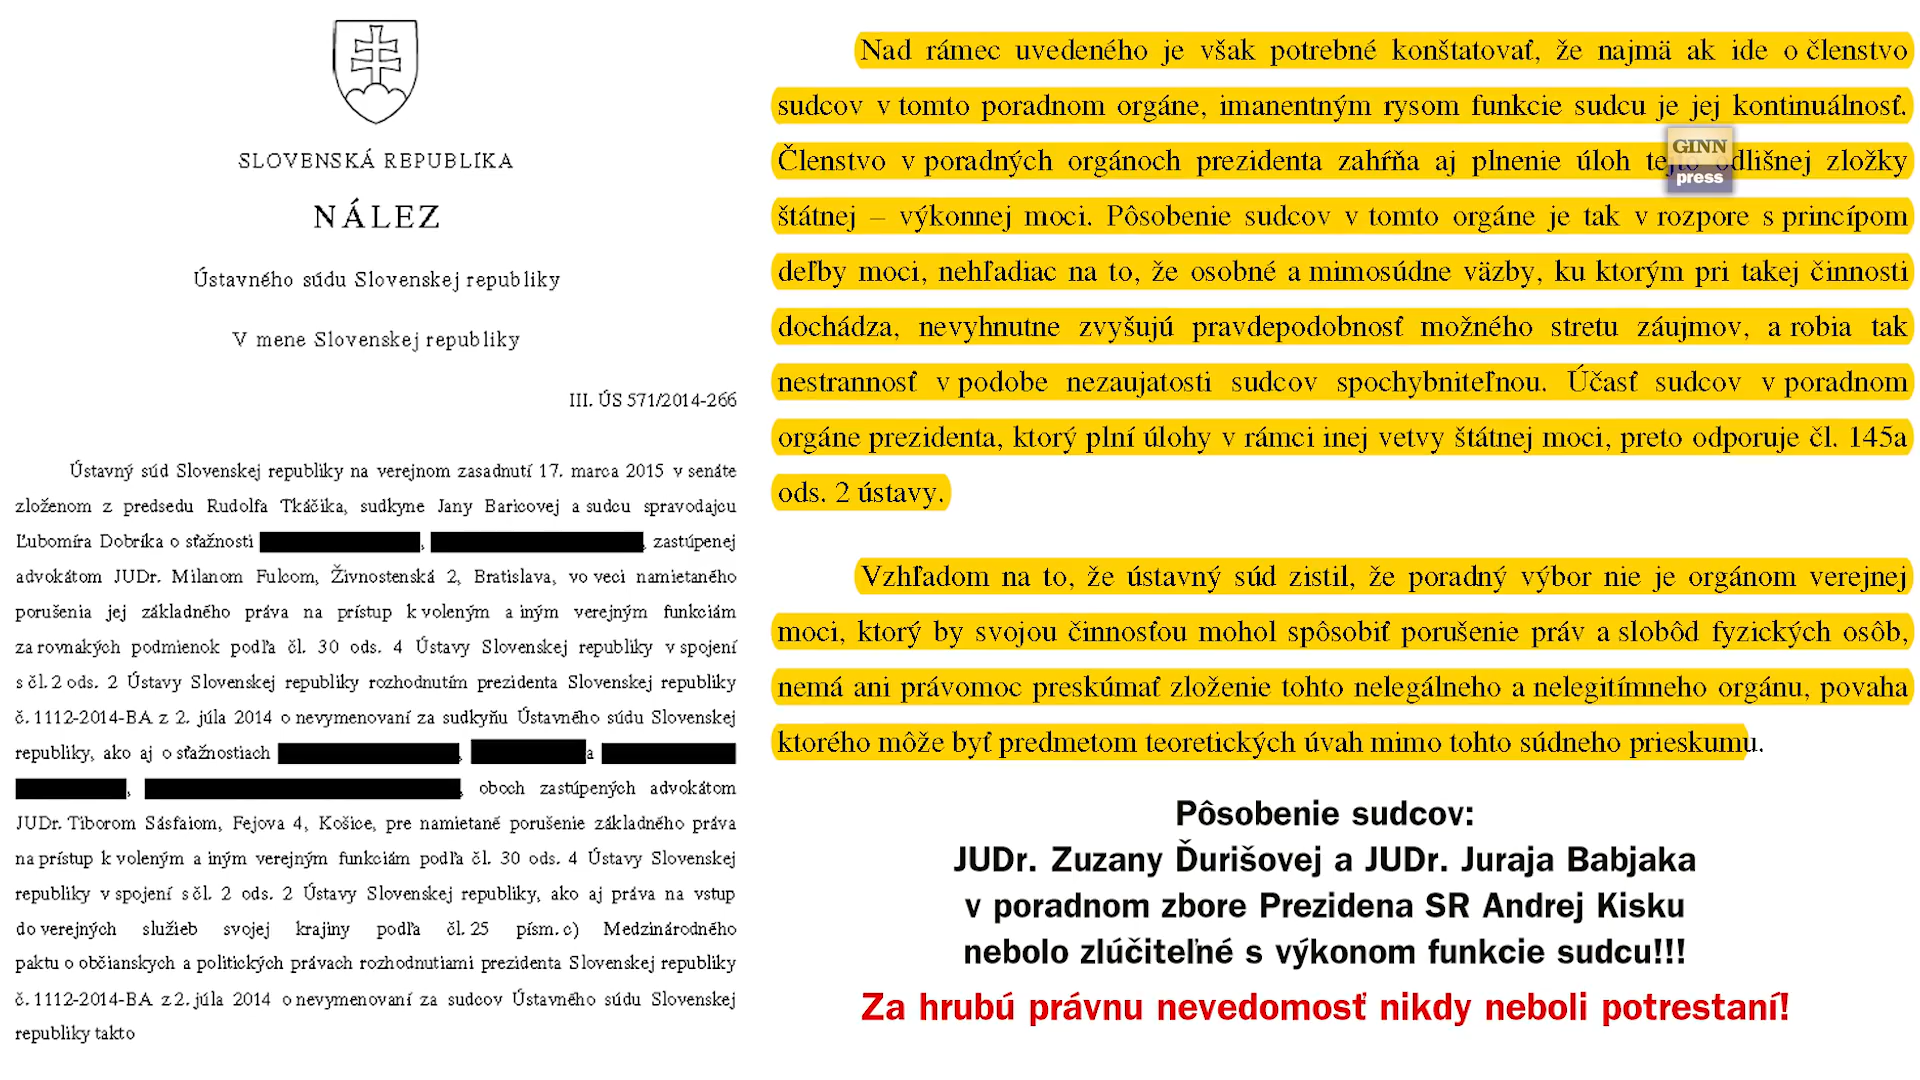 SLOVENSKÁ REPUBLIKA
NÁLEZ
Ústavného súdu Slovenskej republiky
V mene Slovenskej republiky
III. ÚS 571/2014-266
Ústavný súd Slovenskej republiky na verejnom zasadnutí 17. marca 2015 v senáte
zloženom z predsedu Rudolfa Tkáčika, sudkyne Jany Baricovej a sudcu spravodajcu
Ľubomíra Dobríka o sťažnosti , , zastúpenej
advokátom JUDr. Milanom Fulcom, Živnostenská 2, Bratislava, vo veci namietaného
porušenia jej základného práva na prístup k voleným a iným verejným funkciám
za rovnakých podmienok podľa čl. 30 ods. 4 Ústavy Slovenskej republiky v spojení
s čl. 2 ods. 2 Ústavy Slovenskej republiky rozhodnutím prezidenta Slovenskej republiky
č. 1112-2014-BA z 2. júla 2014 o nevymenovaní za sudkyňu Ústavného súdu Slovenskej
republiky, ako aj o sťažnostiach , a
, , oboch zastúpených advokátom
JUDr. Tiborom Sásfaiom, Fejova 4, Košice, pre namietané porušenie základného práva
na prístup k voleným a iným verejným funkciám podľa čl. 30 ods. 4 Ústavy Slovenskej
republiky v spojení s čl. 2 ods. 2 Ústavy Slovenskej republiky, ako aj práva na vstup
do verejných služieb svojej krajiny podľa čl. 25 písm. c) Medzinárodného
paktu o občianskych a politických právach rozhodnutiami prezidenta Slovenskej republiky
č. 1112-2014-BA z 2. júla 2014 o nevymenovaní za sudcov Ústavného súdu Slovenskej
republiky takto
Nad rámec uvedeného je však potrebné konštatovať, že najmä ak ide o členstvo
sudcov v tomto poradnom orgáne, imanentným rysom funkcie sudcu je jej kontinuálnosť.
Členstvo v poradných orgánoch prezidenta zahŕňa aj plnenie úloh tejto odlišnej zložky
štátnej – výkonnej moci. Pôsobenie sudcov v tomto orgáne je tak v rozpore s princípom
deľby moci, nehľadiac na to, že osobné a mimosúdne väzby, ku ktorým pri takej činnosti
dochádza, nevyhnutne zvyšujú pravdepodobnosť možného stretu záujmov, a robia tak
nestrannosť v podobe nezaujatosti sudcov spochybniteľnou. Účasť sudcov v poradnom
orgáne prezidenta, ktorý plní úlohy v rámci inej vetvy štátnej moci, preto odporuje čl. 145a
ods. 2 ústavy.
GINN
press
Vzhľadom na to, že ústavný súd zistil, že poradný výbor nie je orgánom verejnej
moci, ktorý by svojou činnosťou mohol spôsobiť porušenie práv a slobôd fyzických osôb,
nemá ani právomoc preskúmať zloženie tohto nelegálneho a nelegitímneho orgánu, povaha
ktorého môže byť predmetom teoretických úvah mimo tohto súdneho prieskumu.
Pôsobenie sudcov:
JUDr. Zuzany Ďurišovej a JUDr. Juraja Babjaka
v poradnom zbore Prezidena SR Andrej Kisku
nebolo zlúčiteľné s výkonom funkcie sudcu!!!
Za hrubú právnu nevedomosť nikdy neboli potrestaní!